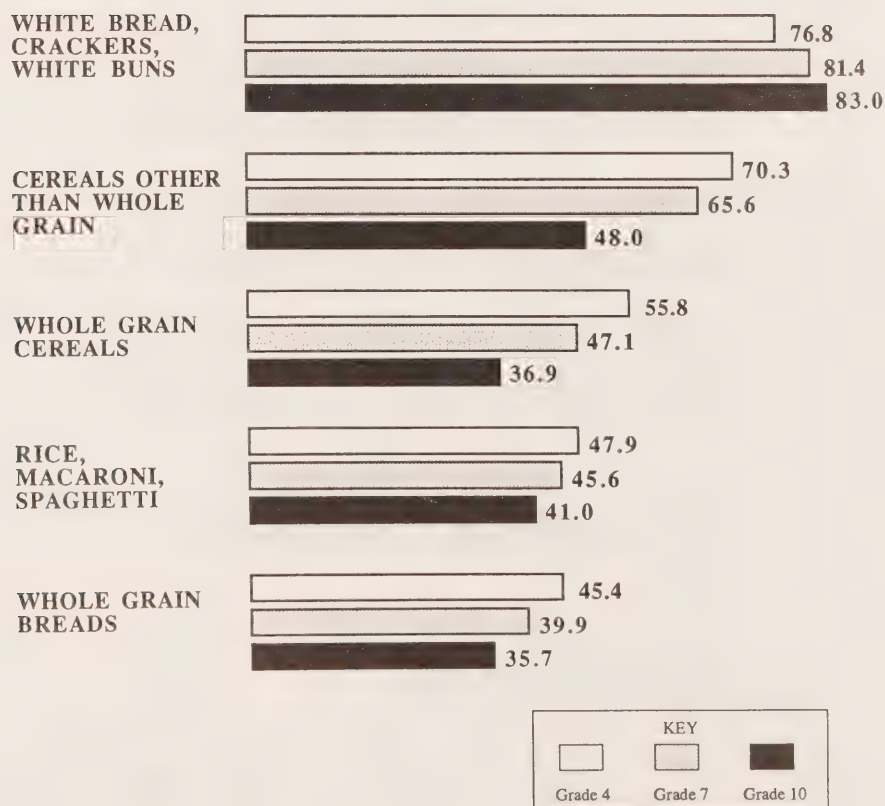 WHITE BREAD,
CRACKERS,
WHITE BUNS
76.8
81.4
83.0
CEREALS OTHER
THAN WHOLE
GRAIN
70.3
65.6
48.0
WHOLE GRAIN
CEREALS
55.8
47.1
36.9
RICE,
MACARONI,
SPAGHETTI
47.9
45.6
41.0
WHOLE GRAIN
BREADS
45.4
39.9
35.7
KEY
Grade 4 Grade 7 Grade 10